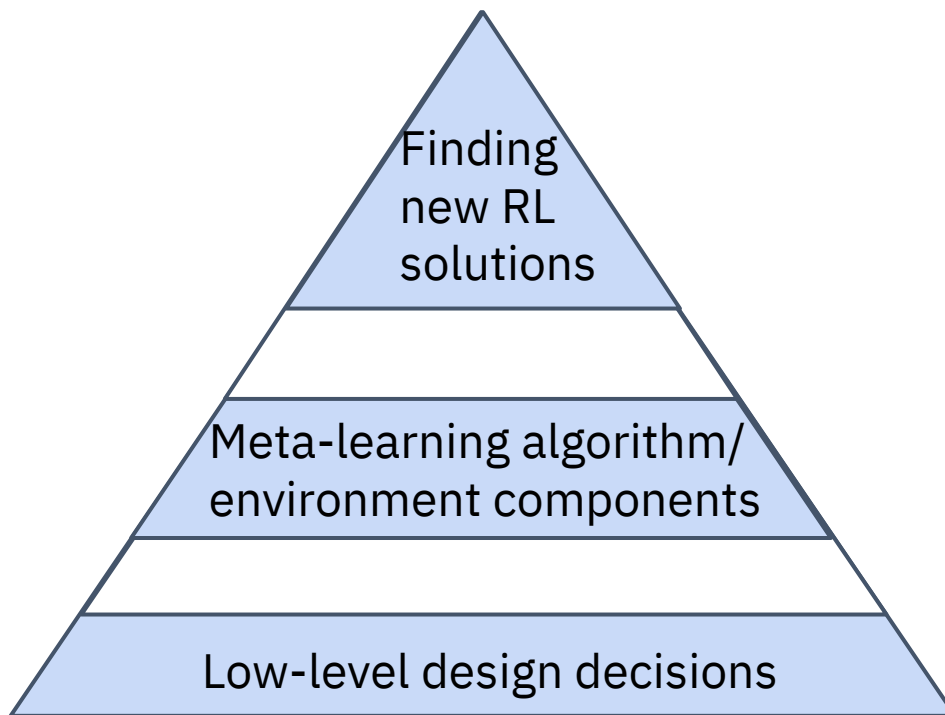 Finding
new RL
solutions
Meta-learning algorithm/
environment components
Low-level design decisions